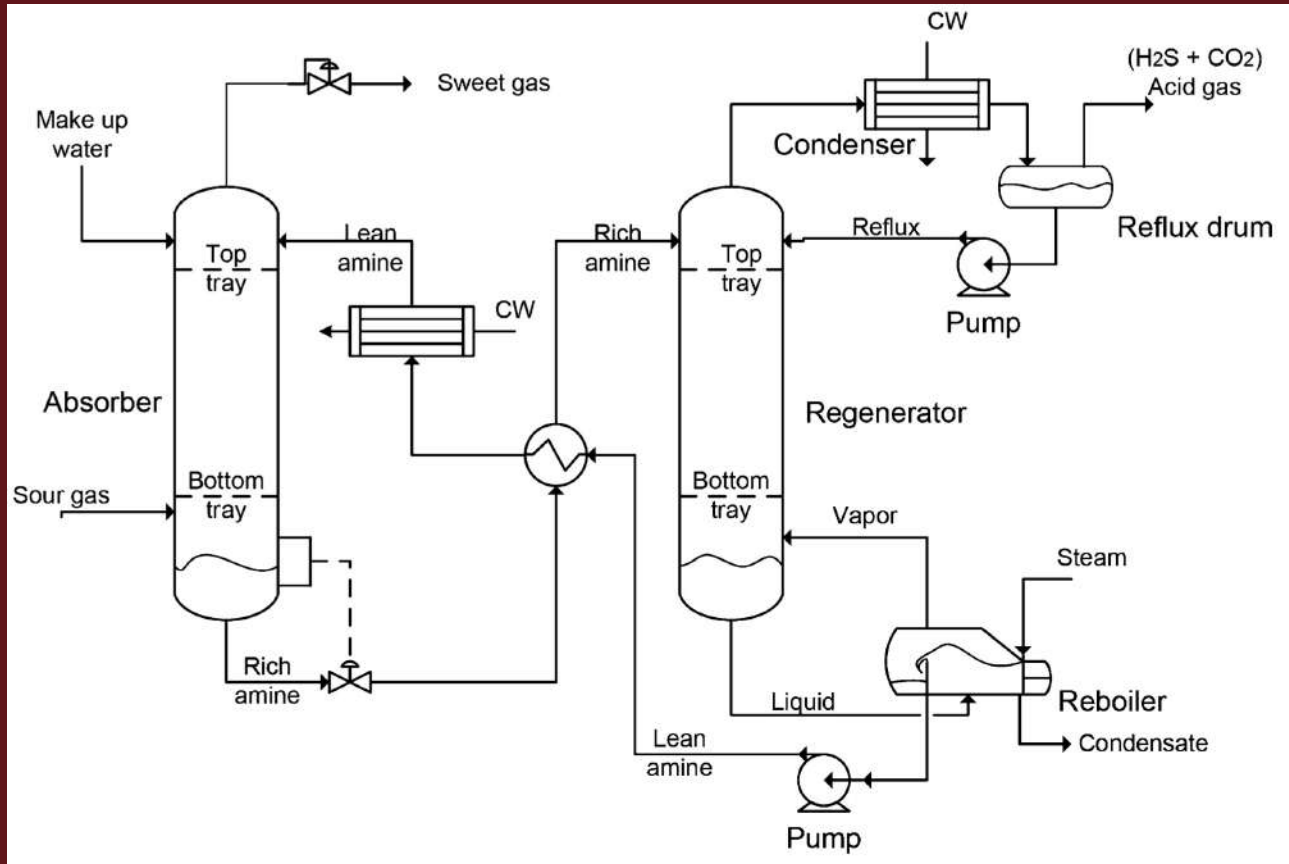 CW
(H2S + CO2)
Acid gas
Sweet gas
Make up
water
Condenser
Lean
amine
Rich
amine
Reflux
Reflux drum
Top
tray
Top
tray
Pump
CW
Absorber
Regenerator
Bottom
tray
Bottom
tray
Sour gas
Vapor
Steam
Rich
amine
Liquid
Reboiler
Lean
amine
Condensate
Pump